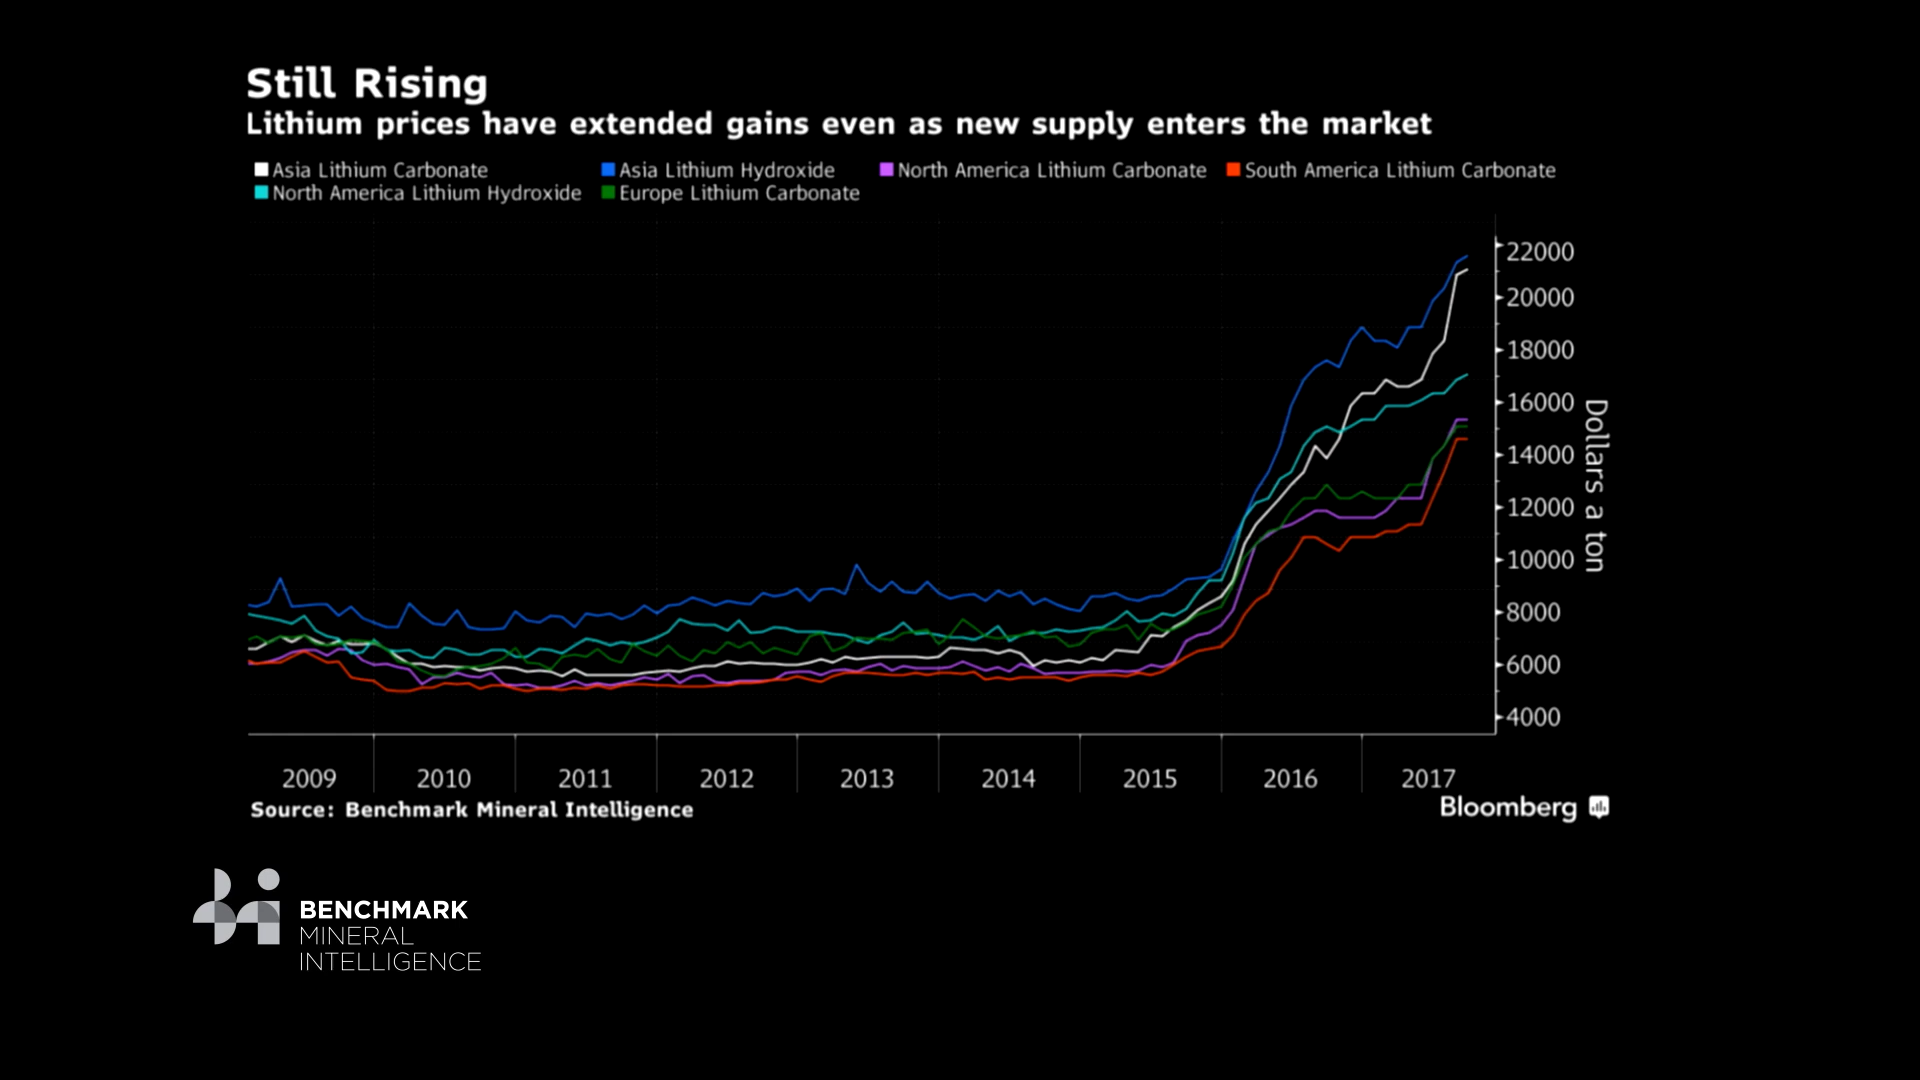 Still Rising
Lithium prices have extended gains even as new supply enters the market
Asia Lithium Carbonate Asia Lithium Hydroxide North America Lithium Carbonate South America Lithium Carbonate
North America Lithium Hydroxide Europe Lithium Carbonate
22000
20000
18000
16000
14000
12000
10000
8000
6000
4000
Dollars a ton
2009 2010 2011 2012 2013 2014 2015 2016 2017
Source: Benchmark Mineral Intelligence Bloomberg
BENCHMARK
MINERAL
INTELLIGENCE